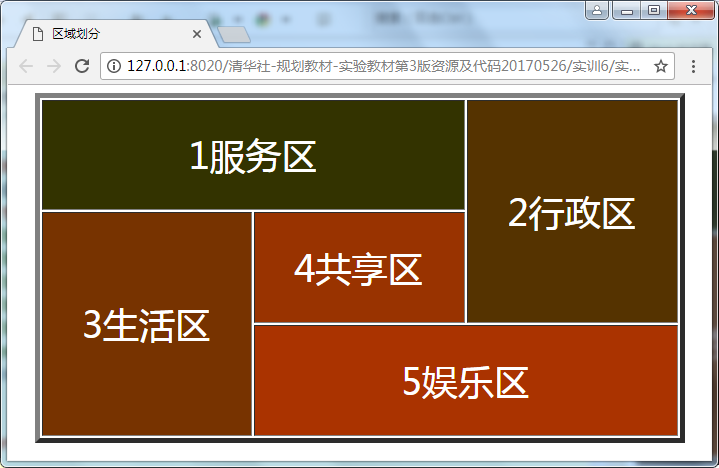 区域划分
127.0.0.1:8020/清华社-规划教材-实验教材第3版资源及代码20170526/实训6/实...
1服务区
2行政区
3生活区
4共享区
5娱乐区